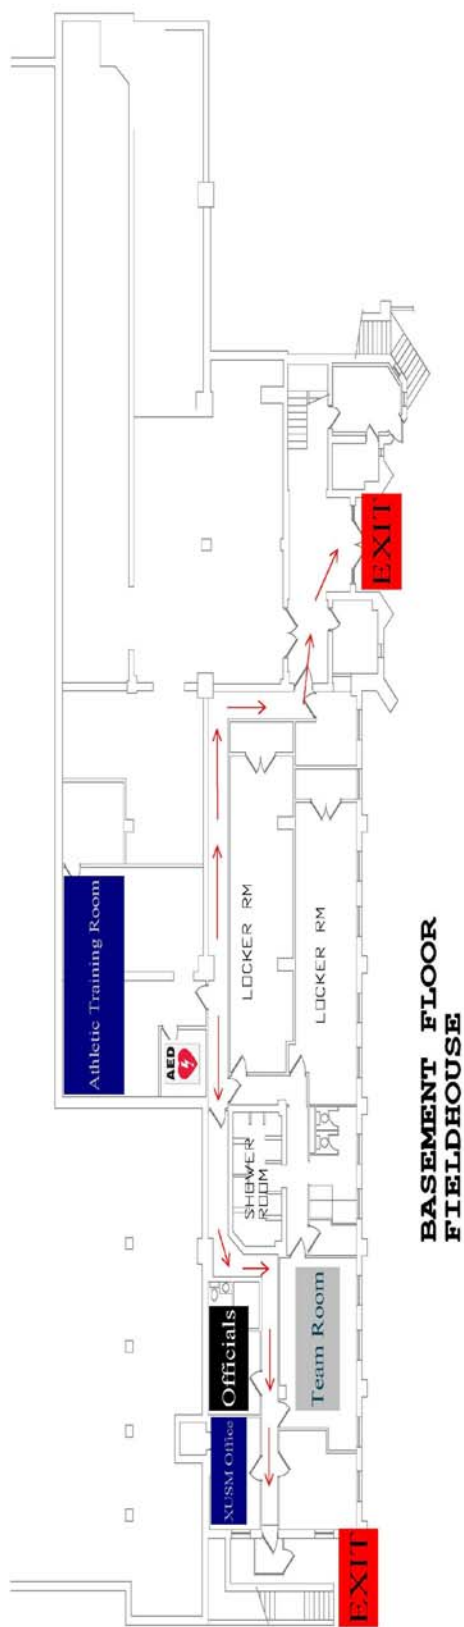 Athletic Training Room
AED
LOCKER RM
LOCKER RM
SHOWER
ROOM
Officials
XUSM Office
Team Room
EXIT
EXIT
BASEMENT FLOOR
FIELDHOUSE